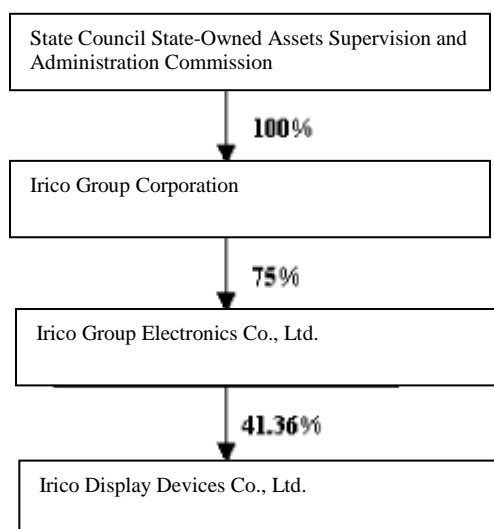 State Council State-Owned Assets Supervision and
Administration Commission
100%
Irico Group Corporation
75%
Irico Group Electronics Co., Ltd.
41.36%
Irico Display Devices Co., Ltd.